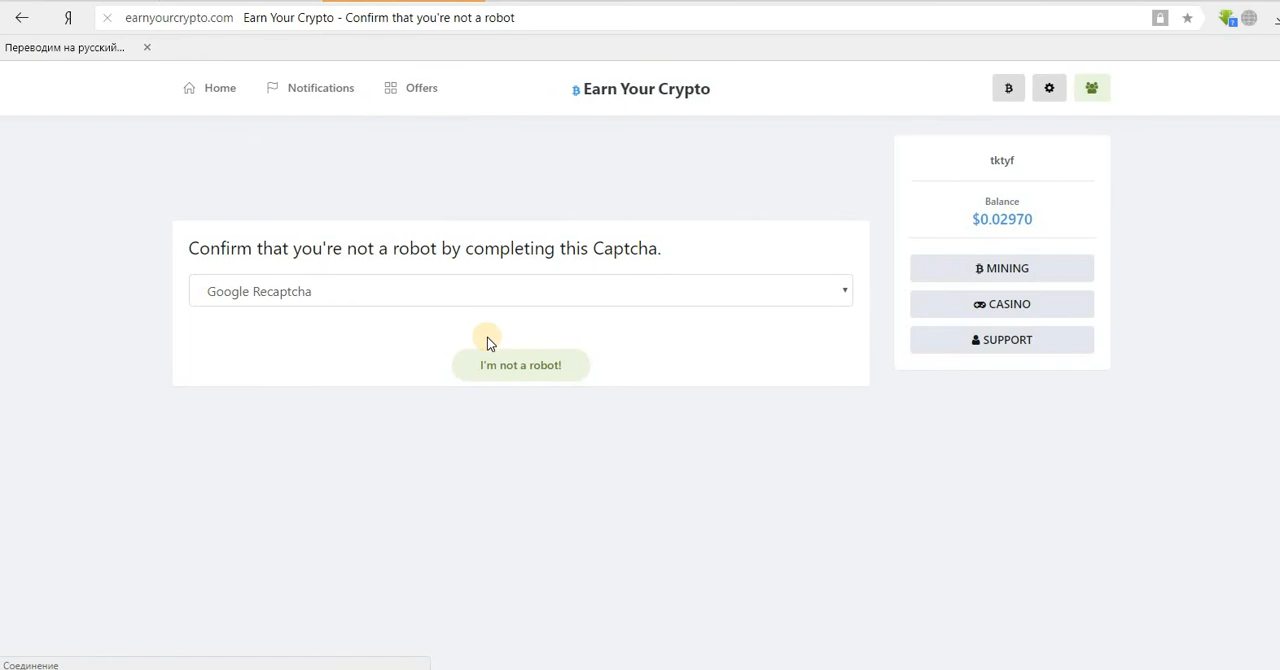 Я earnyourcrypto.com Earn Your Crypto - Confirm that you're not a robot
Переводим на русский...
Home Notifications Offers Earn Your Crypto
tktyf
Balance
$0.02970
Confirm that you're not a robot by completing this Captcha.
MINING
Google Recaptcha
CASINO
SUPPORT
I'm not a robot!
Соединение